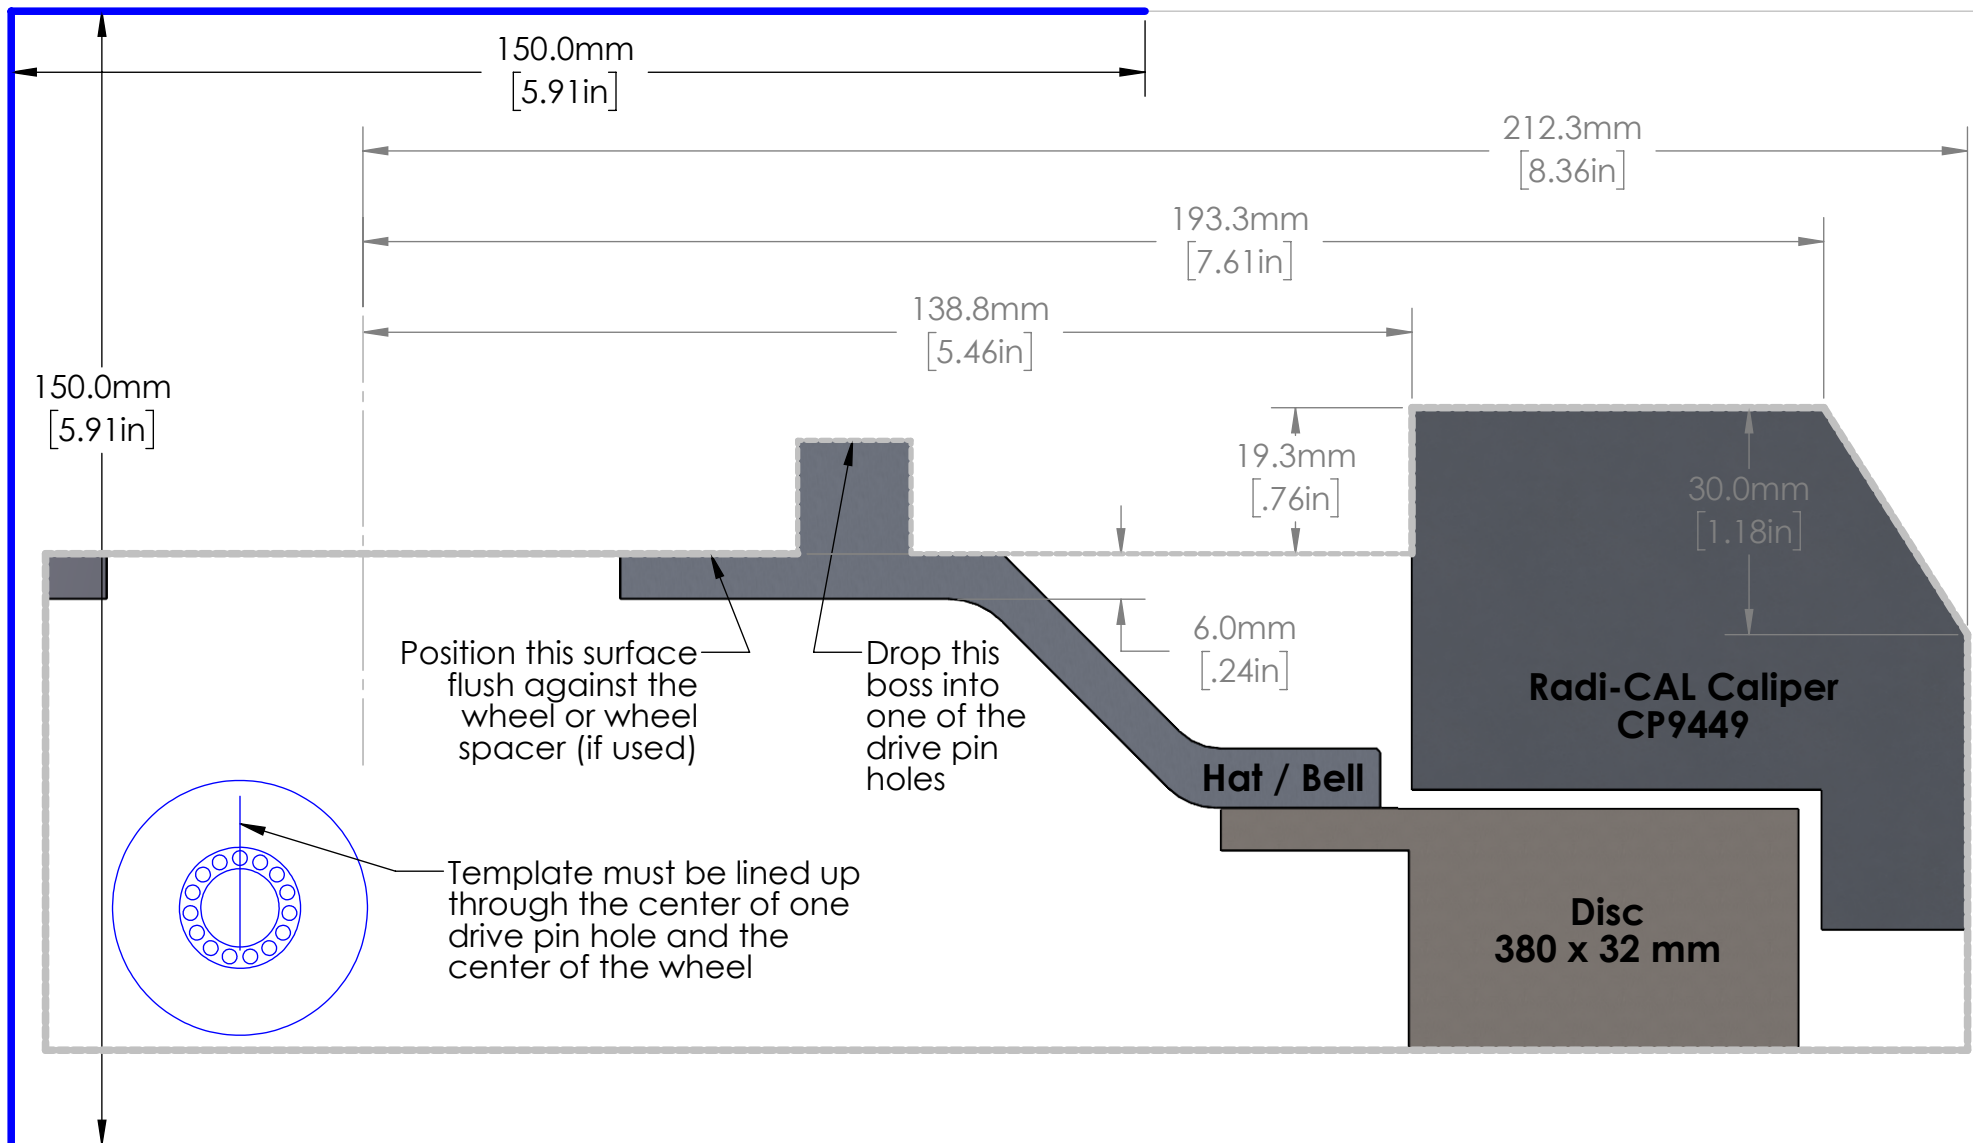 150.0mm
[5.91in]
212.3mm
[8.36in]
193.3mm
[7.61in]
138.8mm
[5.46in]
150.0mm
[5.91in]
19.3mm
[.76in]
30.0mm
[1.18in]
6.0mm
[.24in]
Position this surface
flush against the
wheel or wheel
spacer (if used)
Drop this
boss into
one of the
drive pin
holes
Radi-CAL Caliper
CP9449
Hat / Bell
Template must be lined up
through the center of one
drive pin hole and the
center of the wheel
Disc
380 x 32 mm